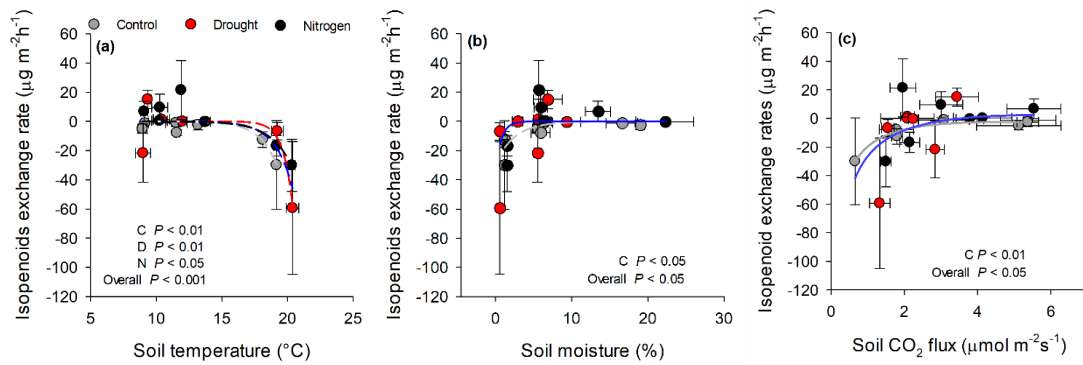 Control Drought Nitrogen
(a)
Isopenoids exchange rate (μg m⁻²h⁻¹)
60
40
20
0
-20
-40
-60
-80
-100
-120
C P < 0.01
D P < 0.01
N P < 0.05
Overall P < 0.001
5 10 15 20 25
Soil temperature (°C)
(b)
Isopenoids exchange rate (μg m⁻²h⁻¹)
60
40
20
0
-20
-40
-60
-80
-100
-120
C P < 0.05
Overall P < 0.05
0 10 20 30
Soil moisture (%)
(c)
Isopenoid exchange rates (μg m⁻²h⁻¹)
60
40
20
0
-20
-40
-60
-80
-100
-120
C P < 0.01
Overall P < 0.05
0 2 4 6
Soil CO₂ flux (μmol m⁻²s⁻¹)